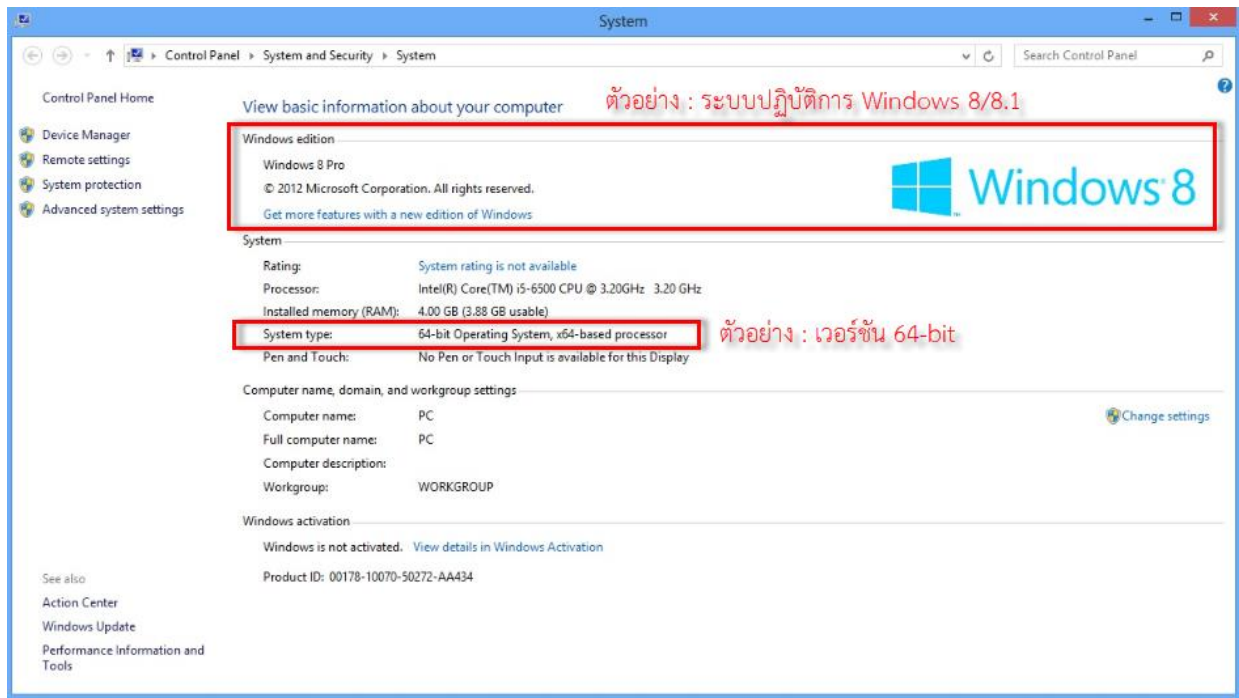 System
Control Panel System and Security System
Search Control Panel
Control Panel Home
Device Manager
Remote settings
System protection
Advanced system settings
View basic information about your computer
ตัวอย่าง : ระบบปฏิบัติการ Windows 8/8.1
Windows edition
Windows 8 Pro
© 2012 Microsoft Corporation. All rights reserved.
Get more features with a new edition of Windows
Windows 8
System
Rating: System rating is not available
Processor: Intel(R) Core(TM) i5-6500 CPU @ 3.20GHz 3.20 GHz
Installed memory (RAM): 4.00 GB (3.88 GB usable)
System type: 64-bit Operating System, x64-based processor
ตัวอย่าง : เวอร์ชัน 64-bit
Pen and Touch: No Pen or Touch Input is available for this Display
Computer name, domain, and workgroup settings
Computer name: PC
Change settings
Full computer name: PC
Computer description:
Workgroup: WORKGROUP
Windows activation
Windows is not activated. View details in Windows Activation
Product ID: 00178-10070-50272-AA434
See also
Action Center
Windows Update
Performance Information and
Tools